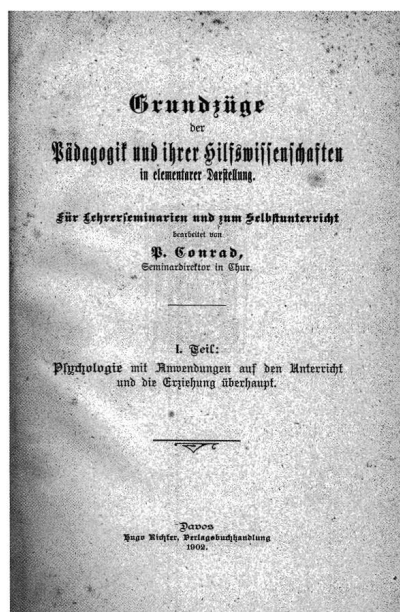 Grundzüge
der
Pädagogik und ihrer Hilfswissenschaften
in elementarer Darstellung.
Für Lehrerseminarien und zum Selbstunterricht
bearbeitet von
P. Conrad,
Seminardirektor in Chur.
I. Teil:
Psychologie mit Anwendungen auf den Unterricht
und die Erziehung überhaupt.
Davos
Hugo Richter, Verlagsbuchhandlung
1902.